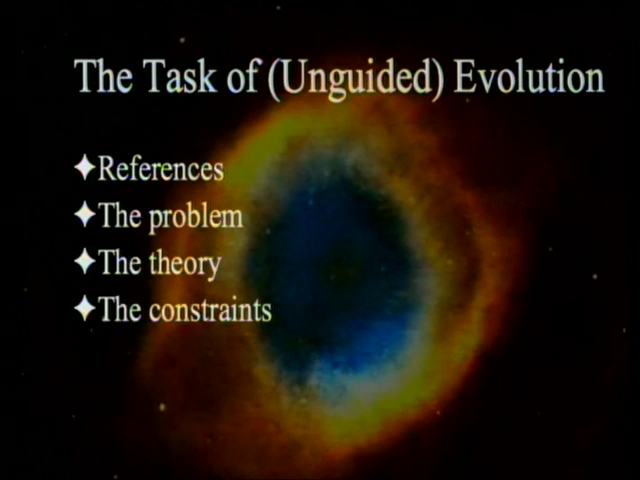 The Task of (Unguided) Evolution
✦References
✦The problem
✦The theory
✦The constraints